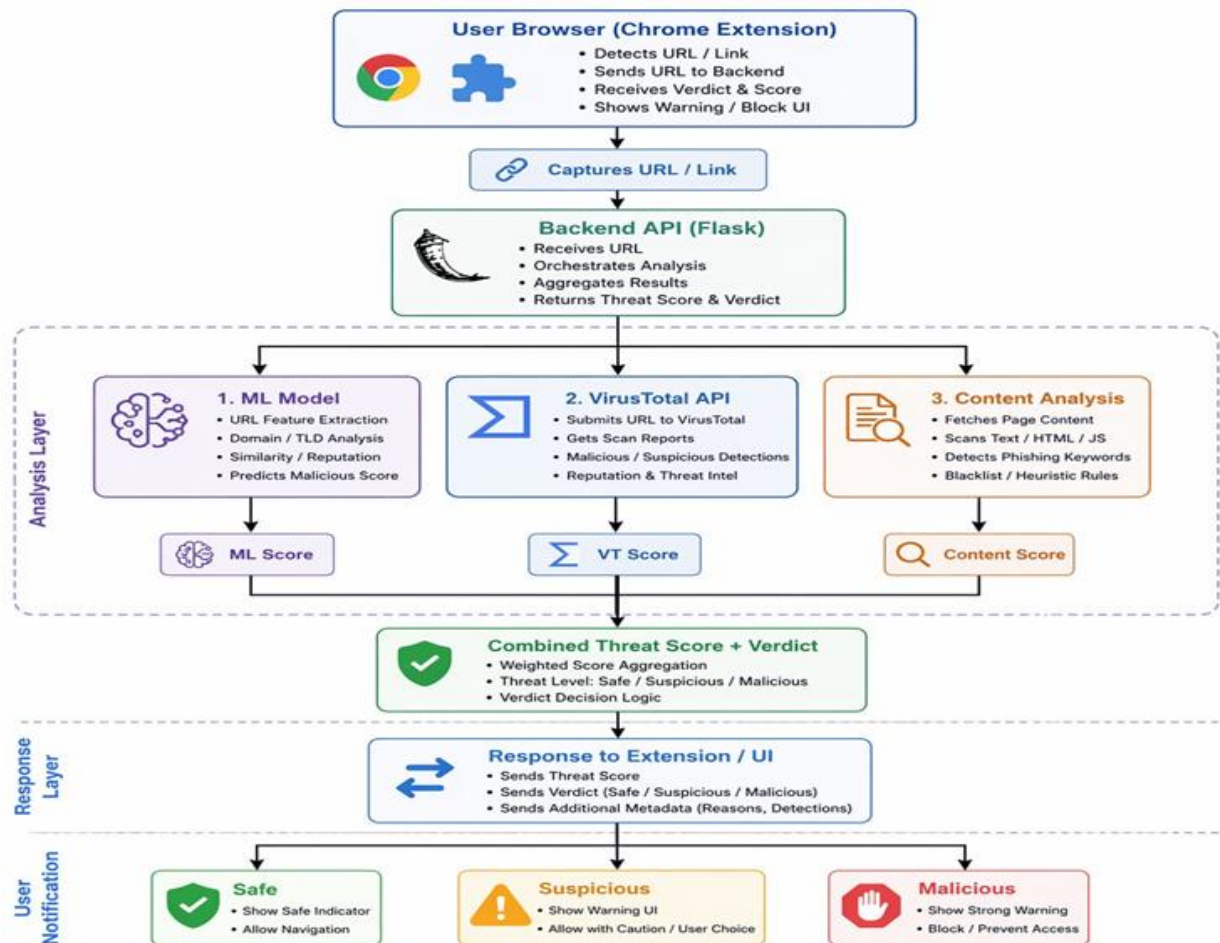 User Browser (Chrome Extension)
• Detects URL / Link
• Sends URL to Backend
• Receives Verdict & Score
• Shows Warning / Block UI
Captures URL / Link
Backend API (Flask)
• Receives URL
• Orchestrates Analysis
• Aggregates Results
• Returns Threat Score & Verdict
Analysis Layer
1. ML Model
• URL Feature Extraction
• Domain / TLD Analysis
• Similarity / Reputation
• Predicts Malicious Score
2. VirusTotal API
• Submits URL to VirusTotal
• Gets Scan Reports
• Malicious / Suspicious Detections
• Reputation & Threat Intel
3. Content Analysis
• Fetches Page Content
• Scans Text / HTML / JS
• Detects Phishing Keywords
• Blacklist / Heuristic Rules
ML Score
VT Score
Content Score
Combined Threat Score + Verdict
• Weighted Score Aggregation
• Threat Level: Safe / Suspicious / Malicious
• Verdict Decision Logic
Response
Layer
Response to Extension / UI
• Sends Threat Score
• Sends Verdict (Safe / Suspicious / Malicious)
• Sends Additional Metadata (Reasons, Detections)
User
Notification
Safe
• Show Safe Indicator
• Allow Navigation
Suspicious
• Show Warning UI
• Allow with Caution / User Choice
Malicious
• Show Strong Warning
• Block / Prevent Access